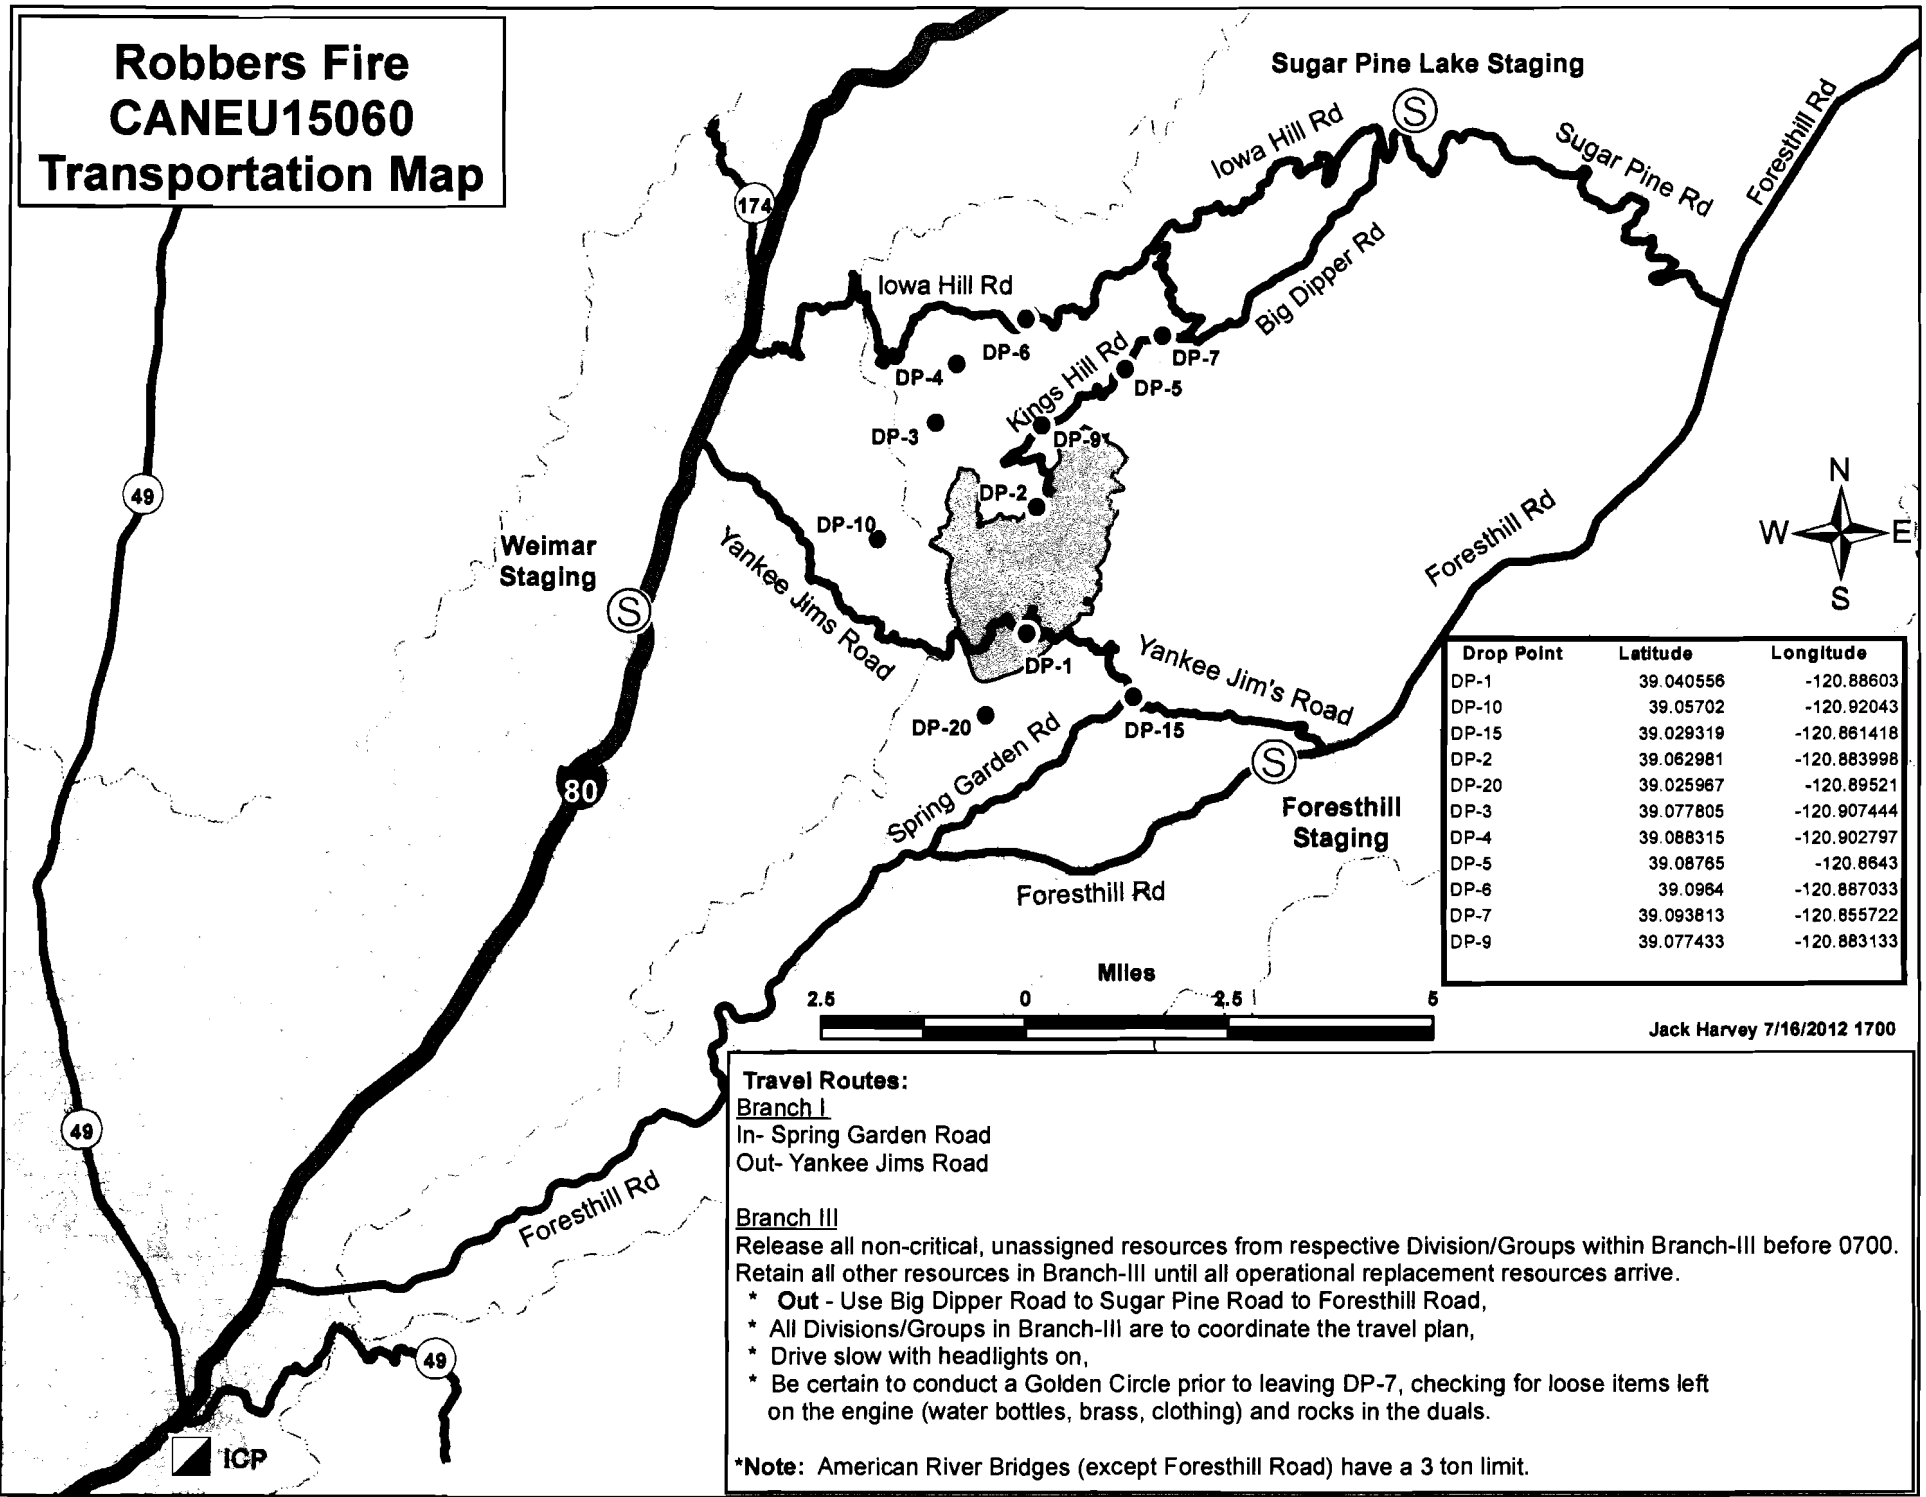 Robbers Fire
CANEU15060
Transportation Map
Sugar Pine Lake Staging
S
Iowa Hill Rd
Sugar Pine Rd
Foresthill Rd
174
Big Dipper Rd
Iowa Hill Rd
DP-6
DP-7
DP-4
DP-5
Kings Hill Rd
DP-3
DP-9
49
DP-2
DP-10
N
W E
S
Weimar
Staging
S
Yankee Jims Road
Foresthill Rd
DP-1
Yankee Jim's Road
DP-20
DP-15
Spring Garden Rd
S
80
Foresthill
Staging
Foresthill Rd
Drop Point Latitude Longitude
DP-1 39.040556 -120.88603
DP-10 39.05702 -120.92043
DP-15 39.029319 -120.861418
DP-2 39.062981 -120.883998
DP-20 39.025967 -120.89521
DP-3 39.077805 -120.907444
DP-4 39.088315 -120.902797
DP-5 39.08765 -120.8643
DP-6 39.0964 -120.887033
DP-7 39.093813 -120.855722
DP-9 39.077433 -120.883133
Miles
2.5 0 2.5 5
Jack Harvey 7/16/2012 1700
49
Foresthill Rd
49
ICP
Travel Routes:
Branch I
In- Spring Garden Road
Out- Yankee Jims Road
Branch III
Release all non-critical, unassigned resources from respective Division/Groups within Branch-III before 0700.
Retain all other resources in Branch-III until all operational replacement resources arrive.
* Out - Use Big Dipper Road to Sugar Pine Road to Foresthill Road,
* All Divisions/Groups in Branch-III are to coordinate the travel plan,
* Drive slow with headlights on,
* Be certain to conduct a Golden Circle prior to leaving DP-7, checking for loose items left
on the engine (water bottles, brass, clothing) and rocks in the duals.
*Note: American River Bridges (except Foresthill Road) have a 3 ton limit.